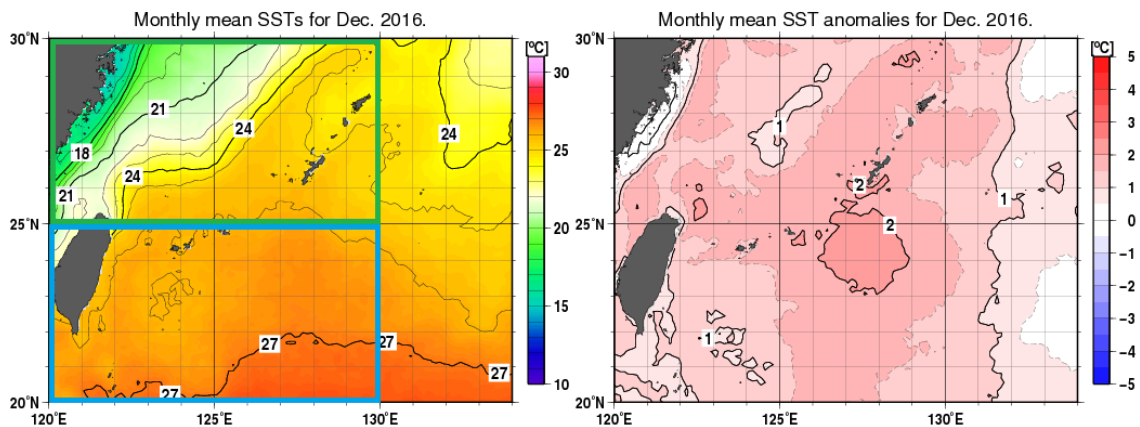 Monthly mean SSTs for Dec. 2016.
30°N
25°N
20°N
120°E
125°E
130°E
[°C]
30
25
20
15
10
21
24
18
24
24
21
27
27
27
27
Monthly mean SST anomalies for Dec. 2016.
30°N
25°N
20°N
120°E
125°E
130°E
[°C]
5
4
3
2
1
0
−1
−2
−3
−4
−5
1
2
1
2
1